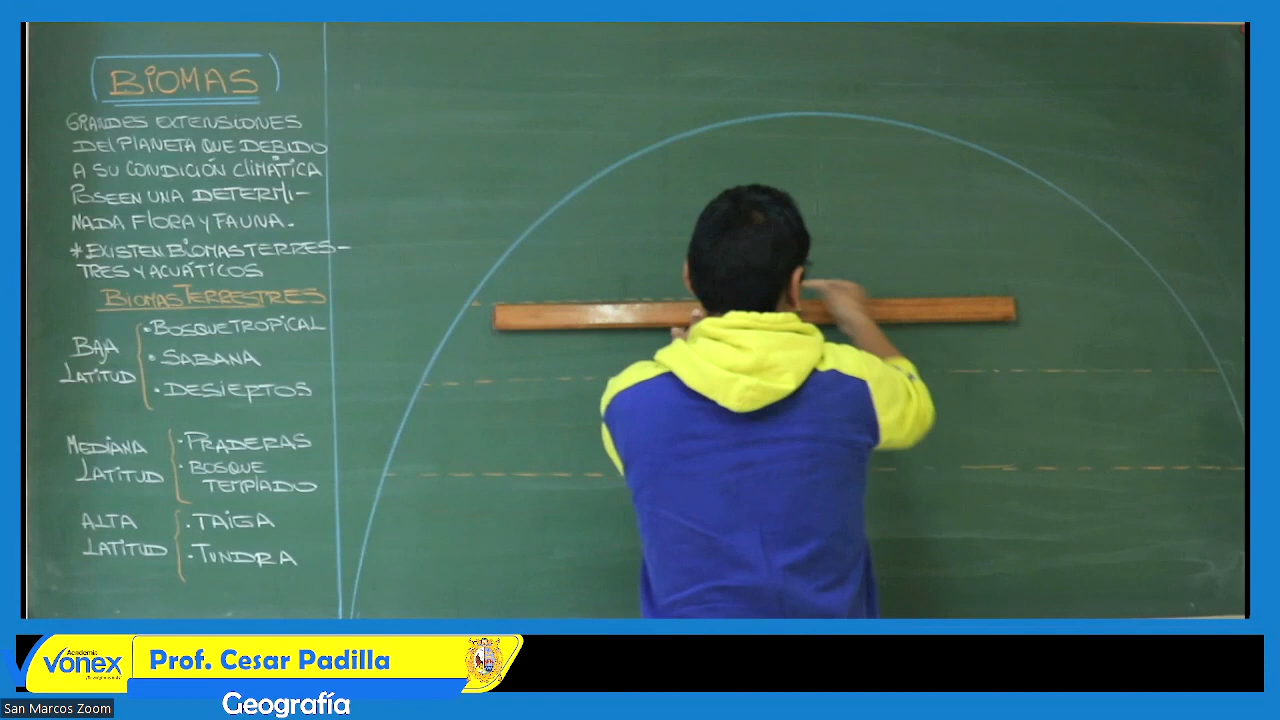 BIOMAS
GRANDES EXTENSIONES
DEL PLANETA QUE DEBIDO
A SU CONDICIÓN CLIMÁTICA
POSEEN UNA DETERMI-
NADA FLORA Y FAUNA.
* EXISTEN BIOMAS TERRES-
TRES Y ACUÁTICOS
BIOMAS TERRESTRES
BAJA
LATITUD
• BOSQUE TROPICAL
• SABANA
• DESIERTOS
MEDIANA
LATITUD
• PRADERAS
• BOSQUE
TEMPLADO
ALTA
LATITUD
• TAIGA
• TUNDRA
Academia
vonex
Prof. Cesar Padilla
Geografía
San Marcos Zoom